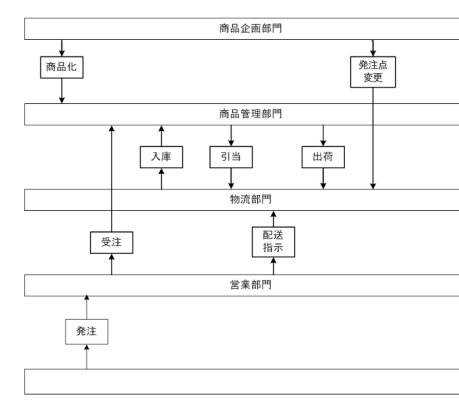 商品企画部門
商品化
発注点
変更
商品管理部門
入庫
引当
出荷
物流部門
受注
配送
指示
営業部門
発注